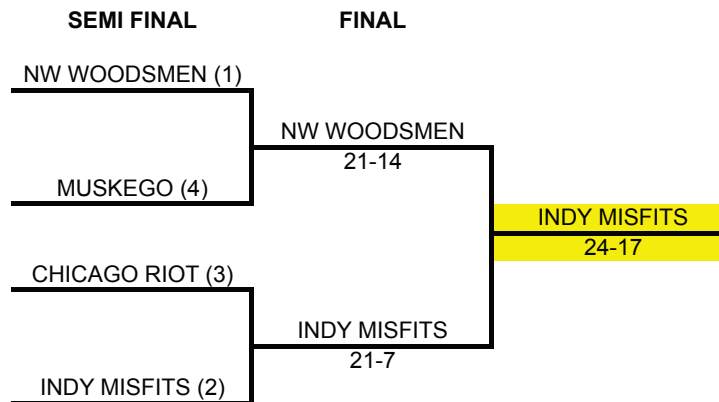 SEMI FINAL FINAL
NW WOODSMEN (1)
NW WOODSMEN
21-14
MUSKEGO (4)
INDY MISFITS
24-17
CHICAGO RIOT (3)
INDY MISFITS
21-7
INDY MISFITS (2)